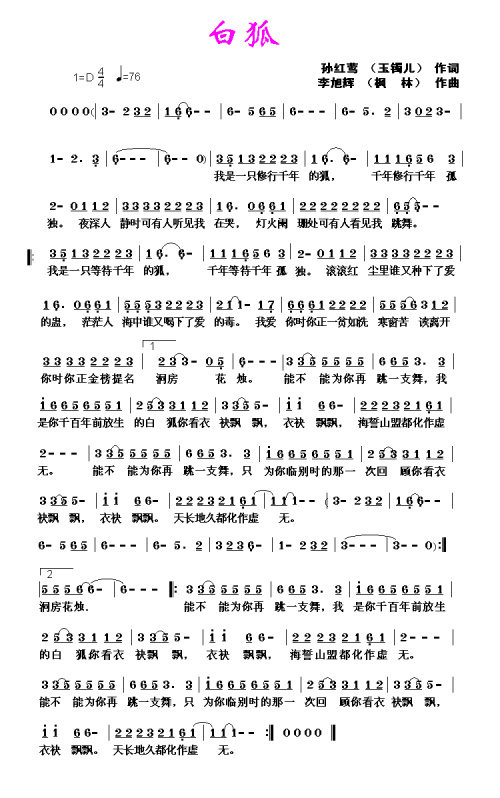 白狐
孙红莺 (玉镯儿) 作词
1=D 4/4 ♩=76
李旭辉 (枫 林) 作曲
0 0 0 0( | 3- 2 3 2 | 1 6 6- - | 6- 5 6 5 | 6- - - | 6- 5. 2 | 3 0 2 3- |
1- 2. 3 | 6- - - | 6- - 0) | 3 5 1 3 2 2 2 3 | 1 6. 6- | 1 1 1 6 5 6 3 |
我是一只修行千年 的狐, 千年修行千年 孤
2- 0 1 1 2 | 3 3 3 3 2 2 2 3 | 1 6. 0 6 6 1 | 2 2 2 2 3 2 2 2 | 6 5 5- - |
独。 夜深人 静时可有人听见我 在哭, 灯火阑 珊处可有人看见我 跳舞。
3 5 1 3 2 2 2 3 | 1 6. 6- | 1 1 1 6 5 6 3 | 2- 0 1 1 2 | 3 3 3 3 2 2 2 3 |
我是一只等待千年 的狐, 千年等待千年 孤 独。 滚滚红 尘里谁又种下了爱
1 6. 0 6 6 1 | 5 5 5 3 2 2 2 3 | 2 1 1- 1 7 | 6 6 6 1 2 2 2 2 | 5 5 5 6 3 1 2 |
的蛊, 茫茫人 海中谁又喝下了爱 的毒。 我爱 你时你正一贫如洗 寒窗苦 读离开
1
3 3 3 3 2 2 2 3 | 2 3 3- 0 5 | 6- - - | 3 3 5 5 5 5 5 | 6 6 5 3. 3 |
你时你正金榜提名 洞房 花 烛。 能不 能为你再 跳一支舞, 我
1 6 6 5 6 5 5 1 | 2 5 3 3 1 1 2 | 3 3 5 5- | 1 1 6 6- | 2 2 2 3 2 1 6 1 |
是你千百年前放生 的白 狐你看衣 袂飘 飘, 衣袂 飘飘, 海誓山盟都化作虚
2- - - | 3 3 5 5 5 5 5 | 6 6 5 3. 3 | 1 6 6 5 6 5 5 1 | 2 5 3 3 1 1 2 |
无。 能不 能为你再 跳一支舞,只 为你临别时的那一 次回 顾你看衣
3 3 5 5- | 1 1 6 6- | 2 2 2 3 2 1 6 1 | 1 1 1- - ( | 3- 2 3 2 | 1 6 6- - |
袂飘 飘, 衣袂 飘飘。 天长地久都化作虚 无。
6- 5 6 5 | 6- - - | 6- 5. 2 | 3 2 3 6- | 1- 2 3 2 | 3- - - | 3- - 0) :||
2
5 5 5 6 6- | 6- - - ||: 3 3 5 5 5 5 5 | 6 6 5 3. 3 | 1 6 6 5 6 5 5 1 |
洞房花烛. 能不 能为你再 跳一支舞,我 是你千百年前放生
2 5 3 3 1 1 2 | 3 3 5 5- | 1 1 6 6- | 2 2 2 3 2 1 6 1 | 2- - - |
的白 狐你看衣 袂飘 飘, 衣袂 飘飘, 海誓山盟都化作虚 无。
3 3 5 5 5 5 5 | 6 6 5 3. 3 | 1 6 6 5 6 5 5 1 | 2 5 3 3 1 1 2 | 3 3 5 5- |
能不 能为你再 跳一支舞,只 为你临别时的那一 次回 顾你看衣 袂飘 飘,
1 1 6 6- | 2 2 2 3 2 1 6 1 | 1 1 1- - :|| 0 0 0 0 ||
衣袂 飘飘。 天长地久都化作虚 无。